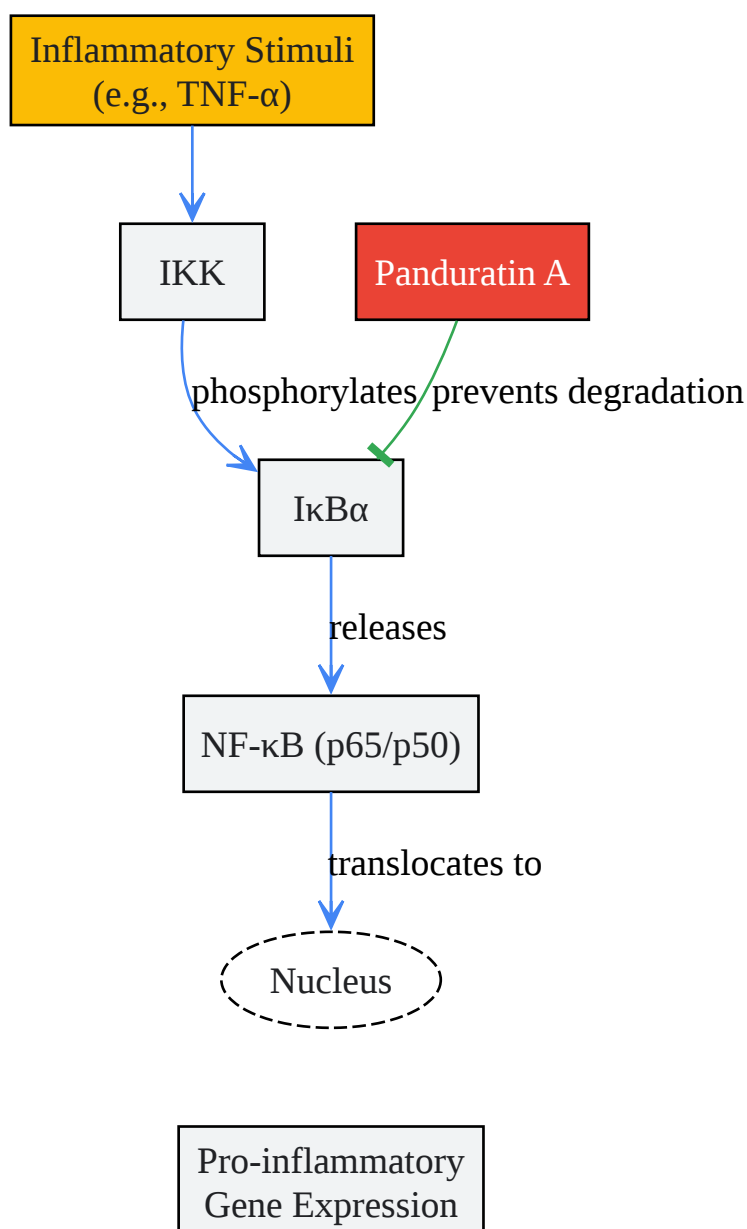 Inflammatory Stimuli
(e.g., TNF-α)
IKK
Panduratin A
phosphorylates
prevents degradation
IκBα
releases
NF-κB (p65/p50)
translocates to
Nucleus
Pro-inflammatory
Gene Expression